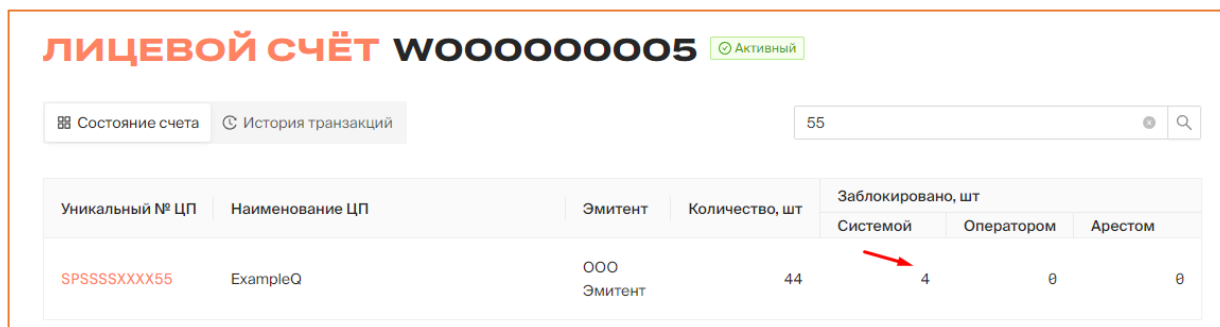 ЛИЦЕВОЙ СЧЁТ W000000005 Активный
Состояние счета История транзакций 55
Уникальный № ЦП Наименование ЦП Эмитент Количество, шт Заблокировано, шт
Системой Оператором Арестом
SPSSSSXXXX55 ExampleQ ООО Эмитент 44 4 0 0